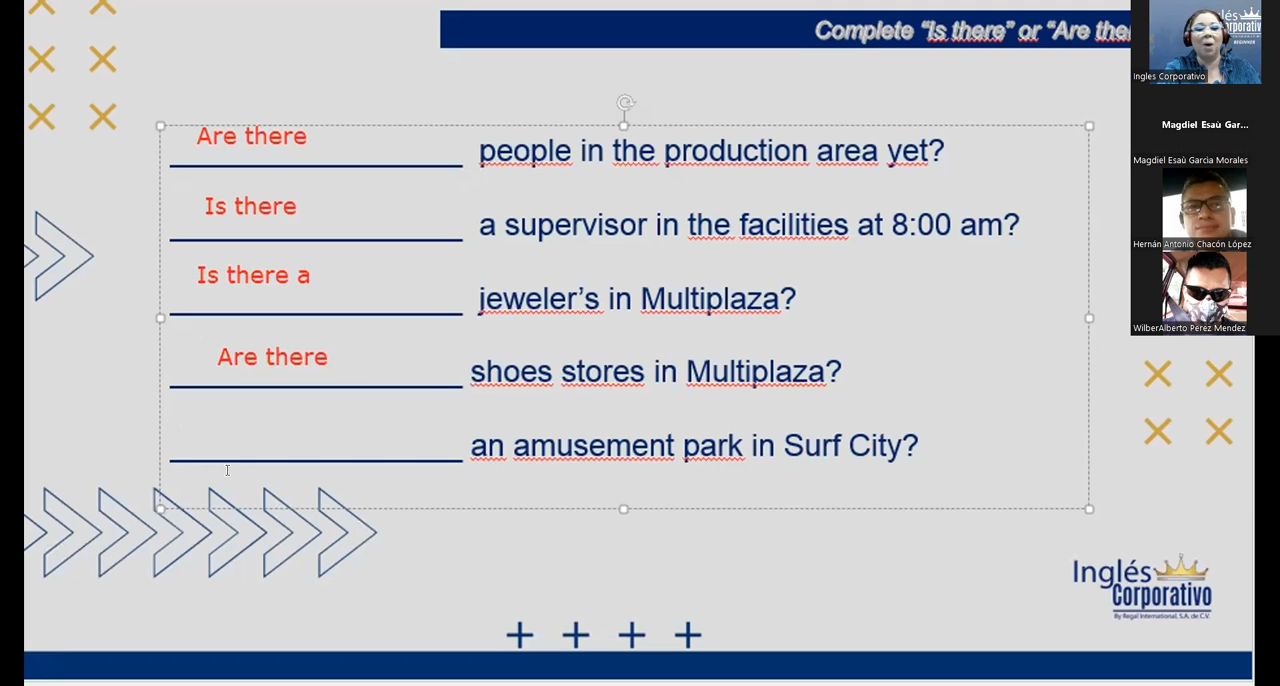 Complete "Is there" or "Are the
Are there people in the production area yet?
Is there a supervisor in the facilities at 8:00 am?
Is there a jeweler's in Multiplaza?
Are there shoes stores in Multiplaza?
an amusement park in Surf City?
Inglés
Corporativo
By Regal International, S.A. de C.V.
Inglés
Corporativo
BEGINNER
Ingles Corporativo
Magdiel Esaù Gar...
Magdiel Esaù Garcia Morales
Hernán Antonio Chacón López
WilberAlberto Perez Mendez